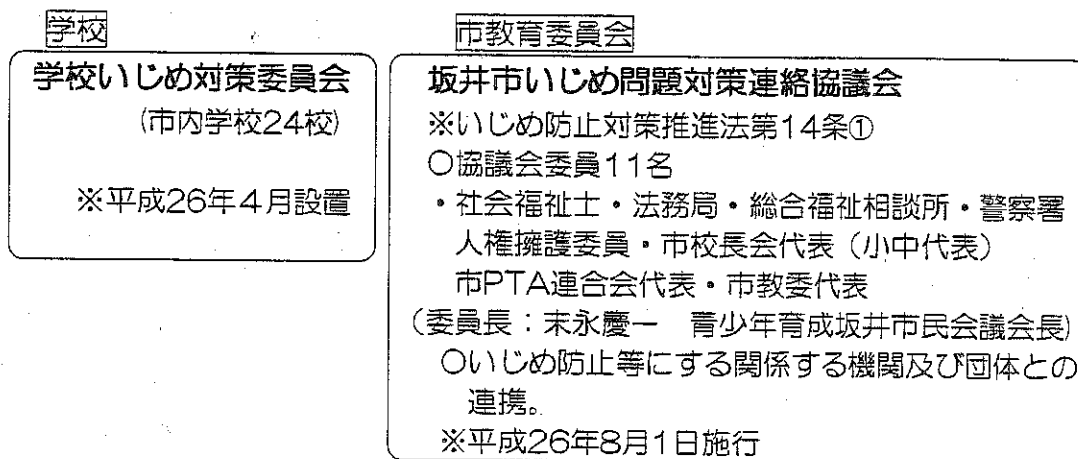 学校
学校いじめ対策委員会
(市内学校24校)
※平成26年4月設置
市教育委員会
坂井市いじめ問題対策連絡協議会
※いじめ防止対策推進法第14条①
○協議会委員11名
・社会福祉士・法務局・総合福祉相談所・警察署
人権擁護委員・市校長会代表（小中代表）
市PTA連合会代表・市教委代表
（委員長：末永慶一　青少年育成坂井市民会議会長)
○いじめ防止等にする関係する機関及び団体との
連携。
※平成26年8月1日施行